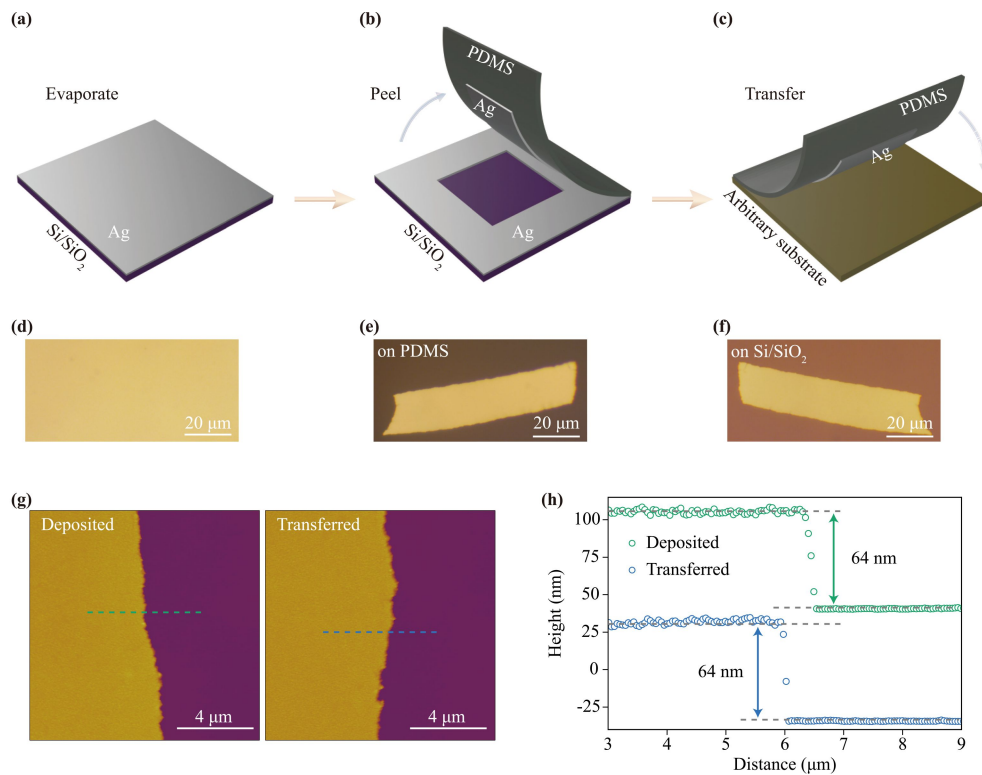 (a)
(b)
(c)
Evaporate
Ag
Si/SiO2
Peel
PDMS
Ag
Ag
Si/SiO2
Transfer
PDMS
Ag
Arbitrary substrate
(d)
(e)
(f)
20 μm
on PDMS
20 μm
on Si/SiO2
20 μm
(g)
(h)
Deposited
4 μm
Transferred
4 μm
Height (nm)
100
75
50
25
0
-25
Deposited
Transferred
64 nm
64 nm
3 4 5 6 7 8 9
Distance (μm)